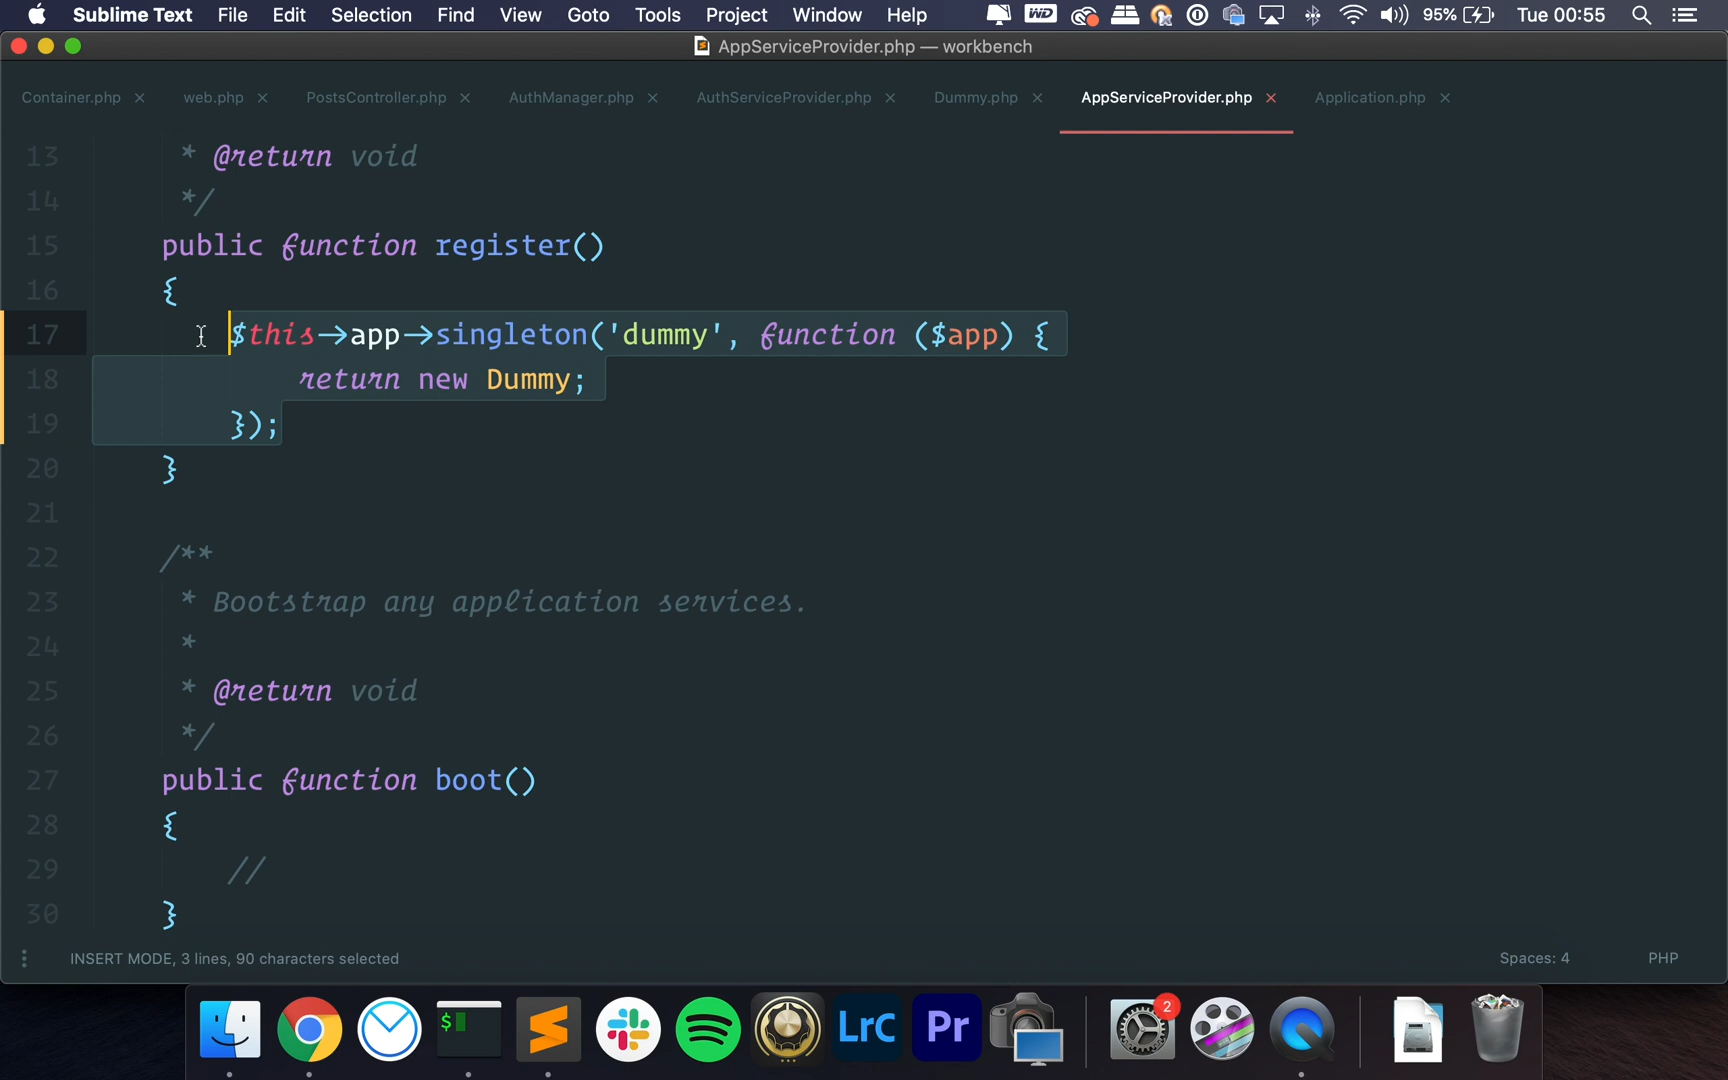 Sublime Text File Edit Selection Find View Goto Tools Project Window Help WD 95% Tue 00:55
AppServiceProvider.php — workbench
Container.php × web.php × PostsController.php × AuthManager.php × AuthServiceProvider.php × Dummy.php × AppServiceProvider.php × Application.php ×
13 * @return void
14 */
15 public function register()
16 {
17 $this->app->singleton('dummy', function ($app) {
18 return new Dummy;
19 });
20 }
21
22 /**
23 * Bootstrap any application services.
24 *
25 * @return void
26 */
27 public function boot()
28 {
29 //
30 }
INSERT MODE, 3 lines, 90 characters selected Spaces: 4 PHP
$ LrC Pr 2